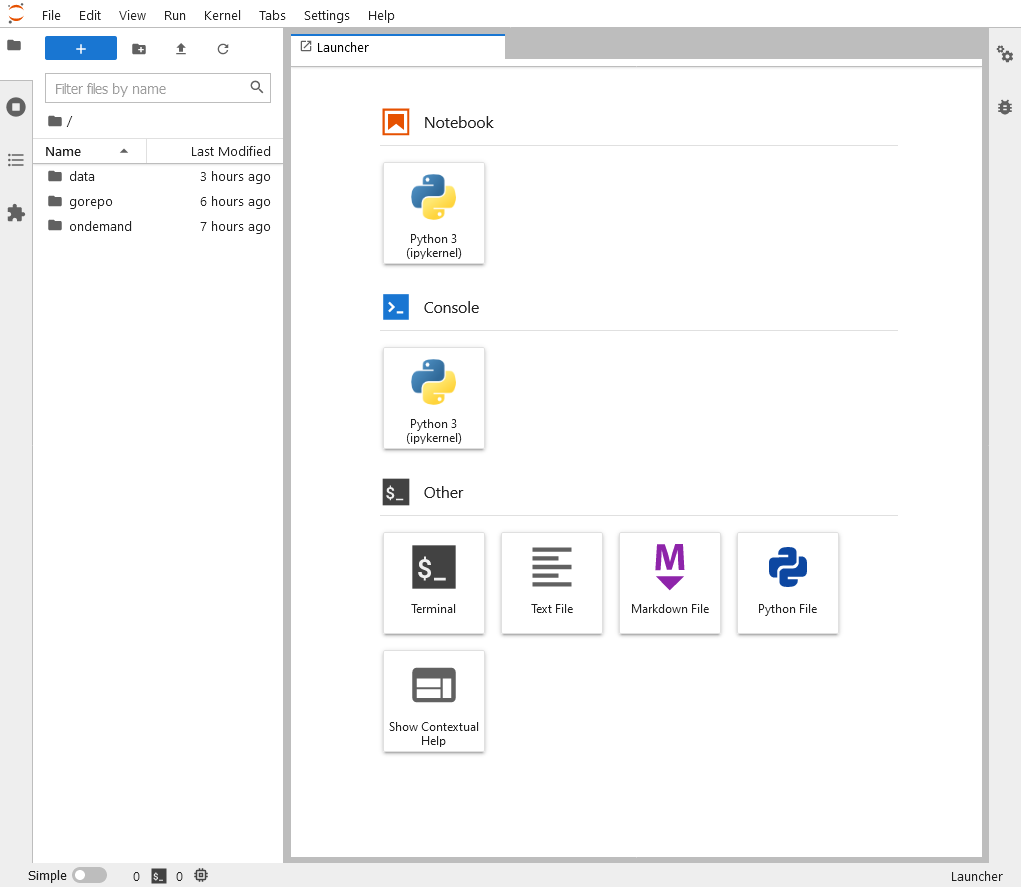 File Edit View Run Kernel Tabs Settings Help
+
Launcher
Filter files by name
/
Name Last Modified
data 3 hours ago
gorepo 6 hours ago
ondemand 7 hours ago
Notebook
Python 3
(ipykernel)
Console
Python 3
(ipykernel)
$_ Other
$_
Terminal
Text File
M
Markdown File
Python File
Show Contextual
Help
Simple 0 $_ 0 Launcher